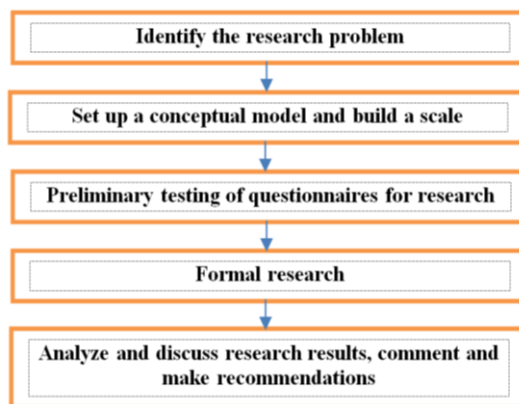 Identify the research problem
Set up a conceptual model and build a scale
Preliminary testing of questionnaires for research
Formal research
Analyze and discuss research results, comment and
make recommendations